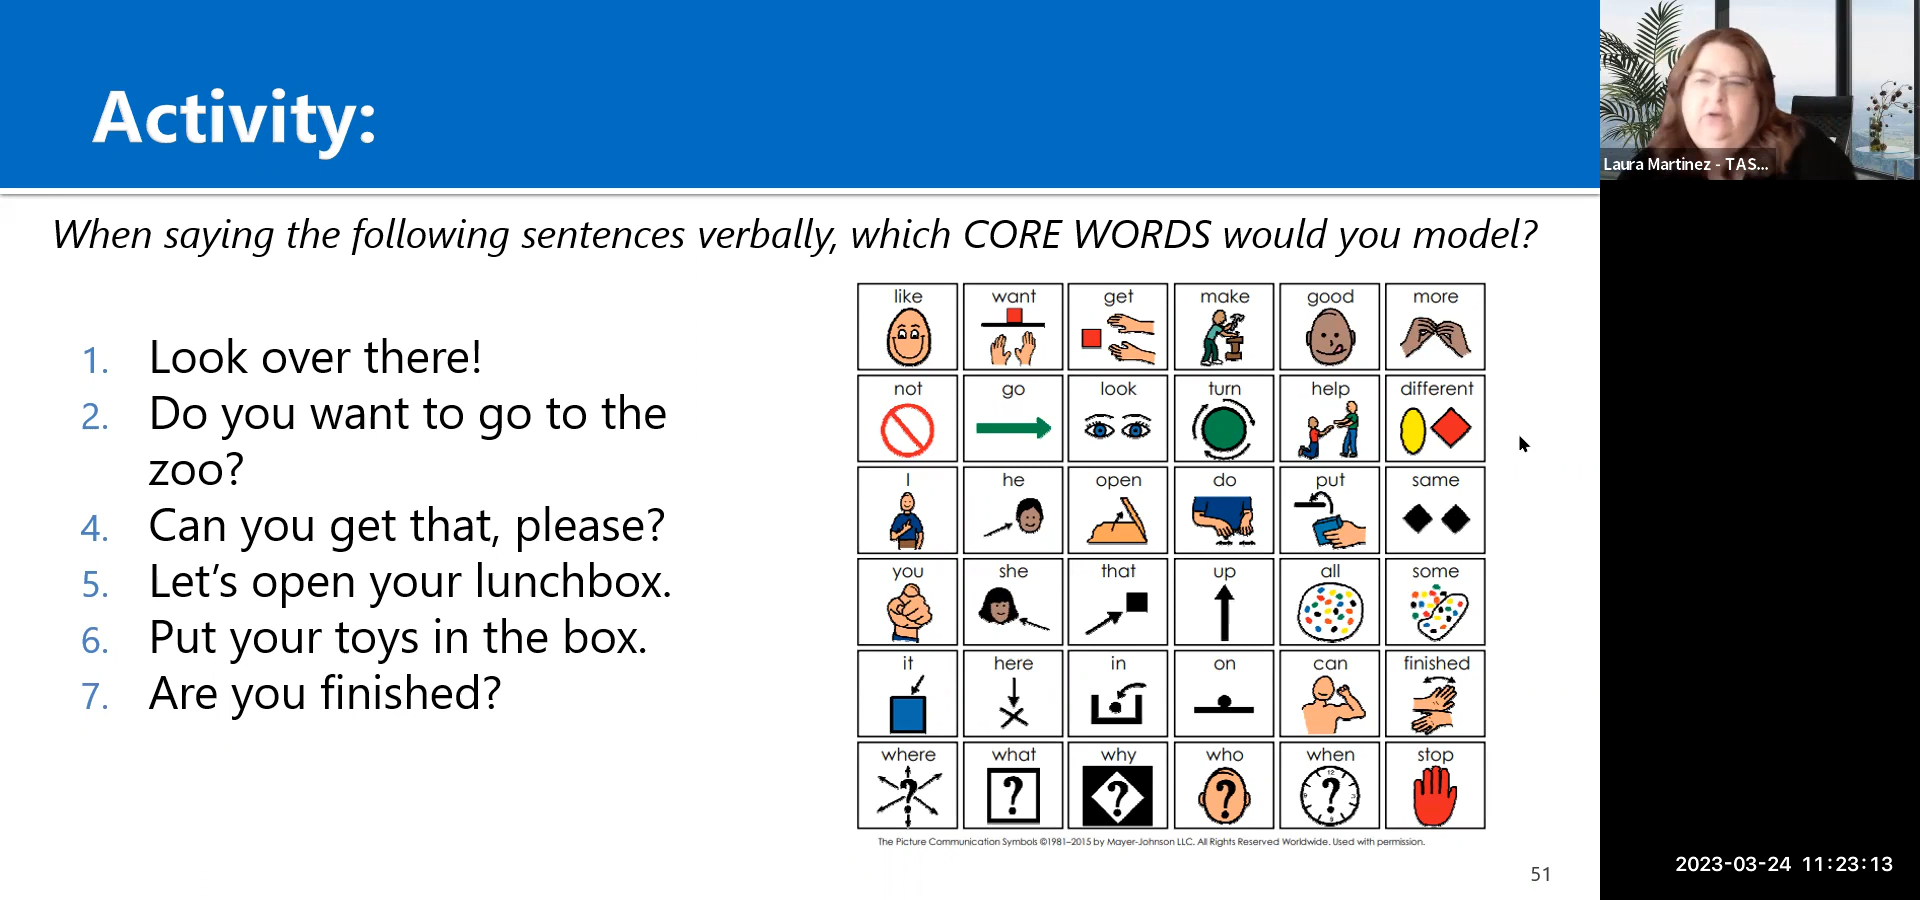 Activity:
When saying the following sentences verbally, which CORE WORDS would you model?
1. Look over there!
2. Do you want to go to the
zoo?
4. Can you get that, please?
5. Let's open your lunchbox.
6. Put your toys in the box.
7. Are you finished?
like want get make good more
not go look turn help different
I he open do put same
you she that up all some
it here in on can finished
where what why who when stop
The Picture Communication Symbols ©1981–2015 by Mayer-Johnson LLC. All Rights Reserved Worldwide. Used with permission.
51
Laura Martinez - TAS...
2023-03-24 11:23:13